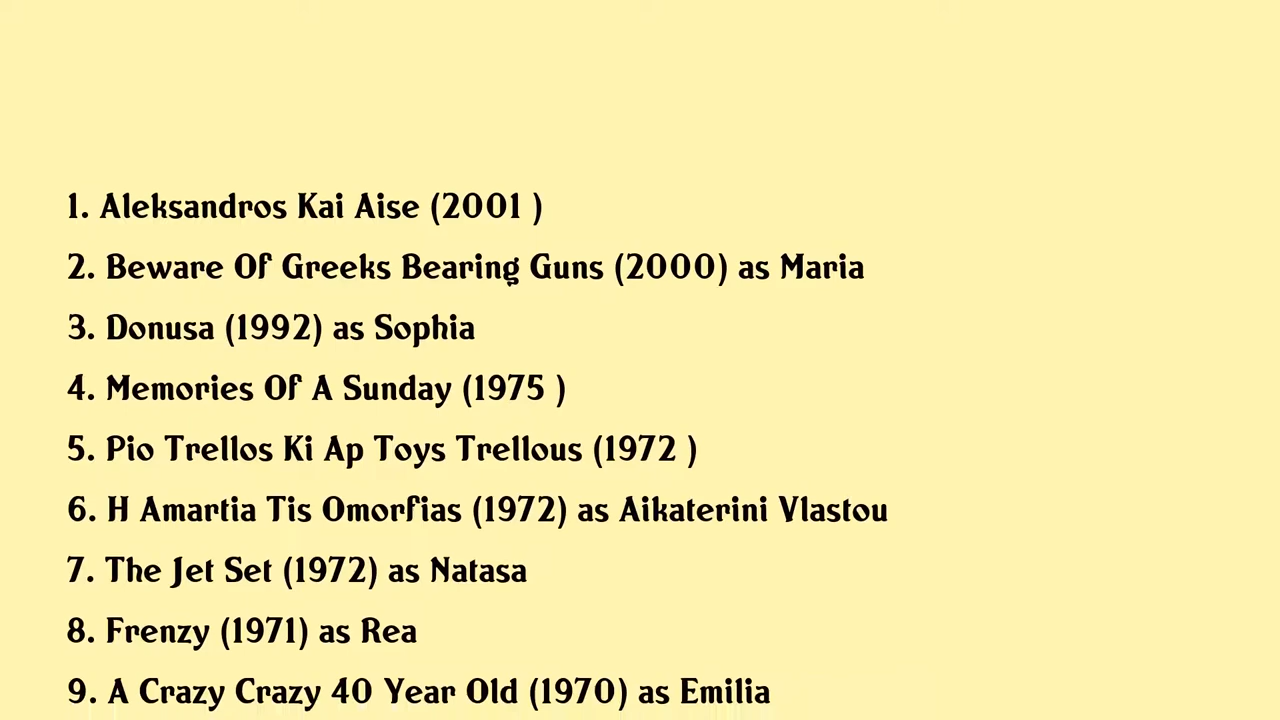 1. Aleksandros Kai Aise (2001 )
2. Beware Of Greeks Bearing Guns (2000) as Maria
3. Donusa (1992) as Sophia
4. Memories Of A Sunday (1975 )
5. Pio Trellos Ki Ap Toys Trellous (1972 )
6. H Amartia Tis Omorfias (1972) as Aikaterini Vlastou
7. The Jet Set (1972) as Natasa
8. Frenzy (1971) as Rea
9. A Crazy Crazy 40 Year Old (1970) as Emilia